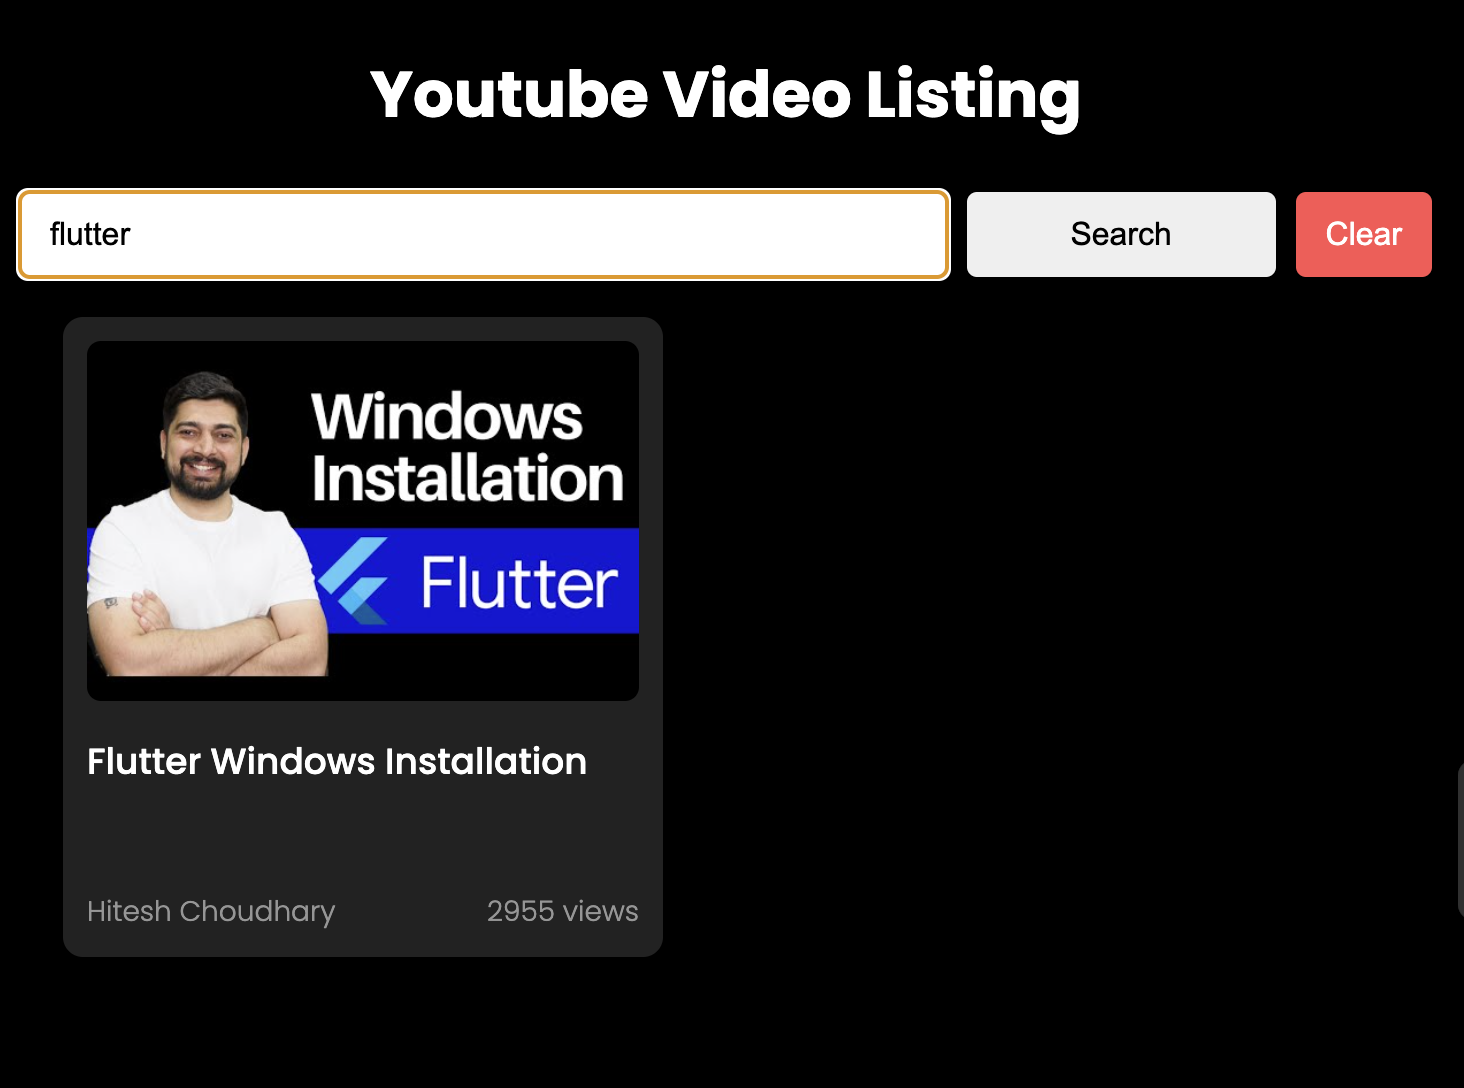 Youtube Video Listing
flutter
Search
Clear
Windows
Installation
Flutter
Flutter Windows Installation
Hitesh Choudhary
2955 views